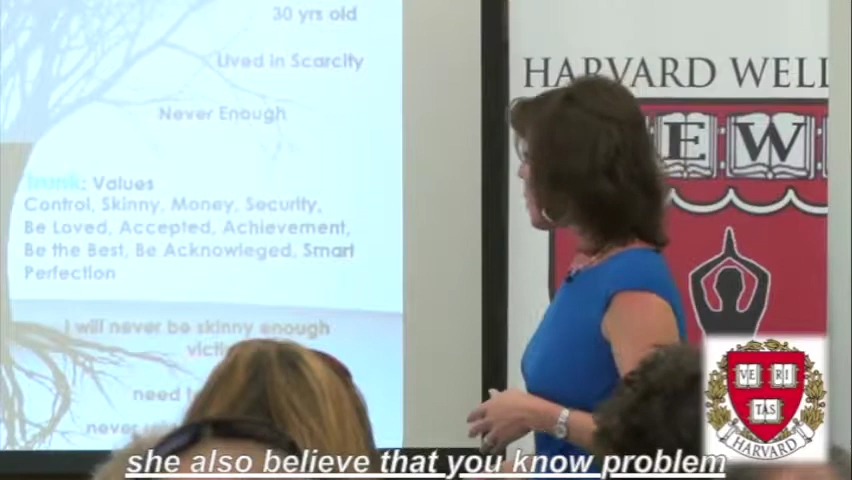 30 yrs old
Lived in Scarcity
Never Enough
Trunk: Values
Control, Skinny, Money, Security,
Be Loved, Accepted, Achievement,
Be the Best, Be Acknowleged, Smart
Perfection
I will never be skinny enough
need
HARVARD WELL
EW
VE RI
TAS
HARVARD
she also believe that you know problem